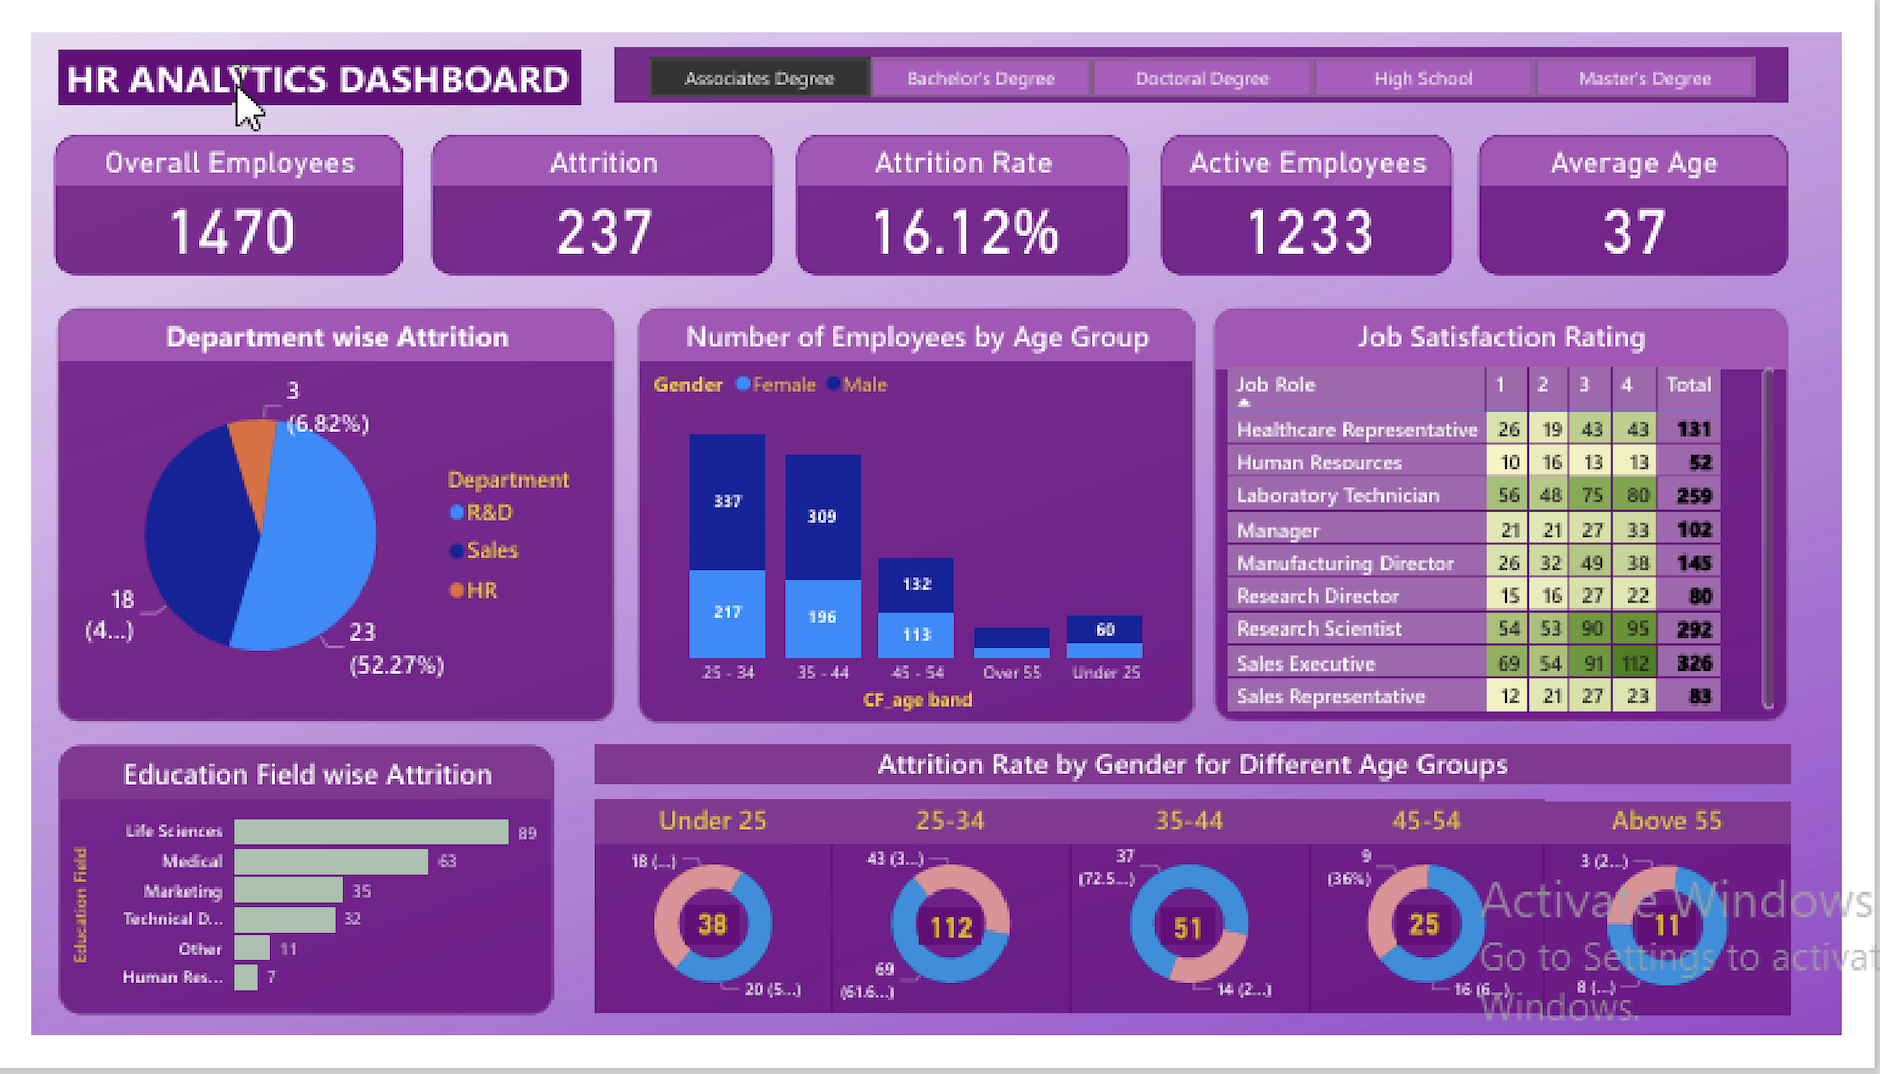 HR ANALYTICS DASHBOARD
Associates Degree
Bachelor's Degree
Doctoral Degree
High School
Master's Degree
Overall Employees
1470
Attrition
237
Attrition Rate
16.12%
Active Employees
1233
Average Age
37
Department wise Attrition
3
(6.82%)
18
(4...)
23
(52.27%)
Department
R&D
Sales
HR
Number of Employees by Age Group
Gender Female Male
337
309
132
217
196
113
60
25 - 34
35 - 44
45 - 54
Over 55
Under 25
CF_age band
Job Satisfaction Rating
Job Role 1 2 3 4 Total
Healthcare Representative 26 19 43 43 131
Human Resources 10 16 13 13 52
Laboratory Technician 56 48 75 80 259
Manager 21 21 27 33 102
Manufacturing Director 26 32 49 38 145
Research Director 15 16 27 22 80
Research Scientist 54 53 90 95 292
Sales Executive 69 54 91 112 326
Sales Representative 12 21 27 23 83
Education Field wise Attrition
Education Field
Life Sciences 89
Medical 63
Marketing 35
Technical D... 32
Other 11
Human Res... 7
Attrition Rate by Gender for Different Age Groups
Under 25
18 (...)
38
20 (5...)
25-34
43 (3...)
112
69
(61.6...)
35-44
37
(72.5...)
51
14 (2...)
45-54
9
(36%)
25
16 (6...)
Above 55
3 (2...)
11
8 (...)
Activate Windows
Go to Settings to activat
Windows.